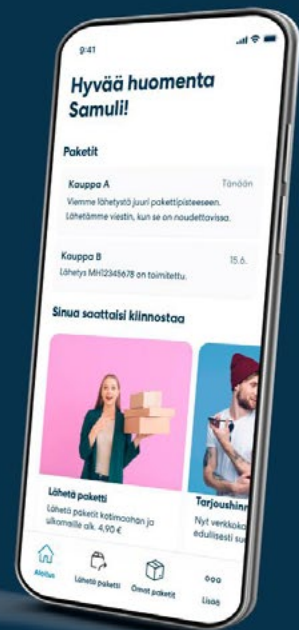 9:41
Hyvää huomenta
Samuli!
Paketit
Kauppa A
Tänään
Viemme lähetystä juuri pakettipisteeseen.
Lähetämme viestin, kun se on noudettavissa.
Kauppa B
15.6.
Lähetys MH12345678 on toimitettu.
Sinua saattaisi kiinnostaa
Lähetä paketti
Lähetä paketit kotimaahan ja
ulkomaille alk. 4,90 €
Tarjoushinn
Nyt verkkoka
edullisesti su
Aloitus
Lähetä paketti
Omat paketit
Lisää